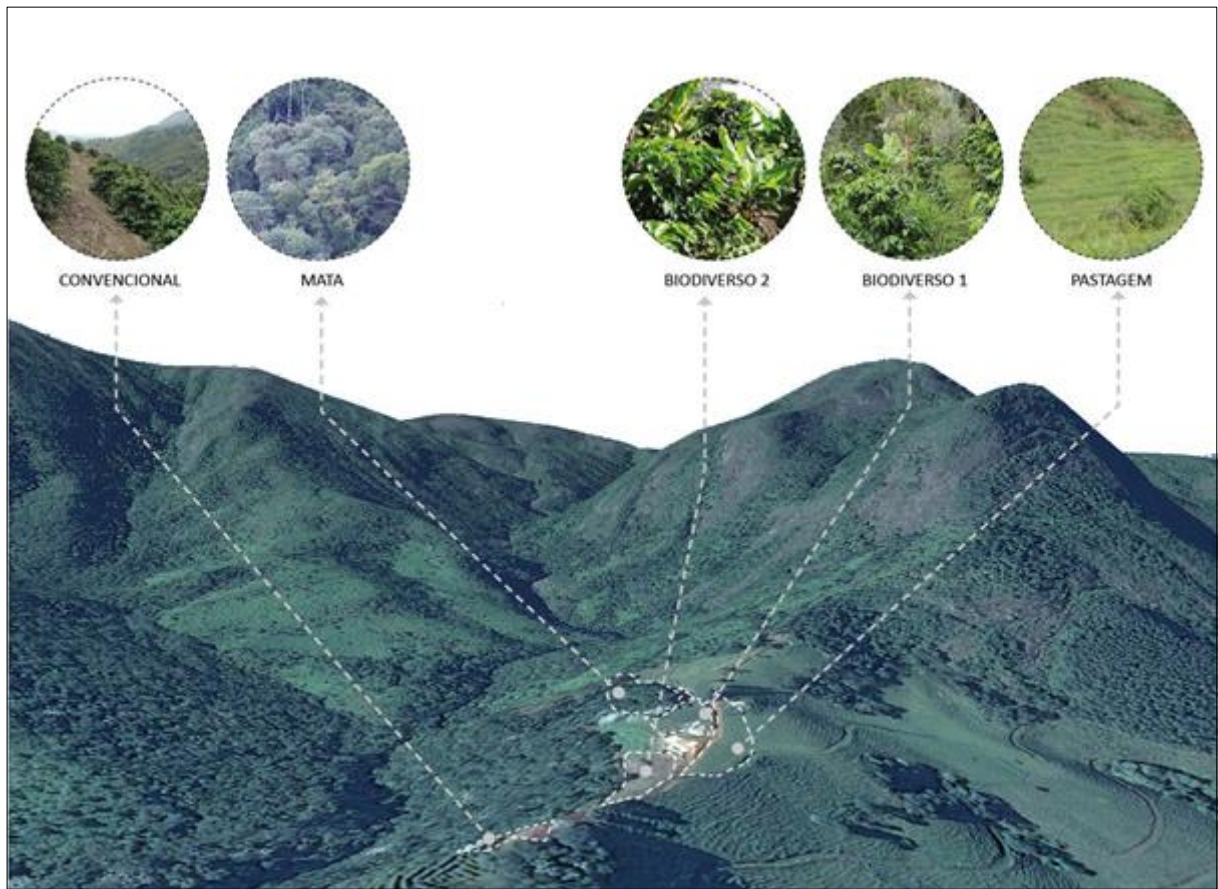 CONVENCIONAL
MATA
BIODIVERSO 2
BIODIVERSO 1
PASTAGEM